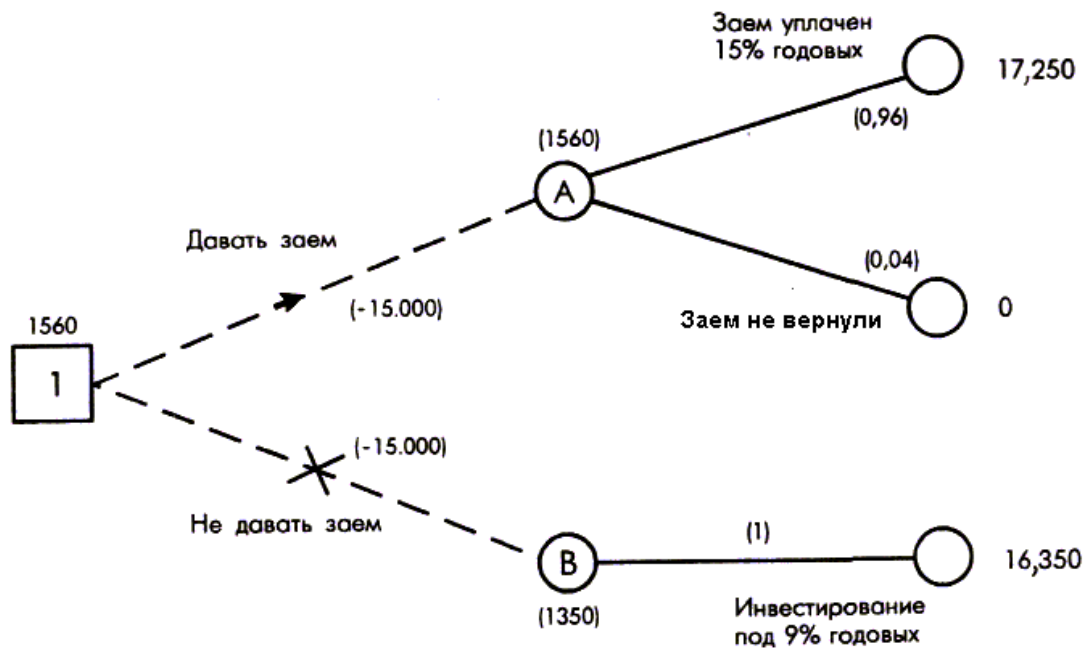 Заем уплачен
15% годовых
17,250
(0,96)
(1560)
А
Давать заем
(-15.000)
(0,04)
Заем не вернули
0
1560
1
(-15.000)
Не давать заем
В
(1350)
(1)
16,350
Инвестирование
под 9% годовых